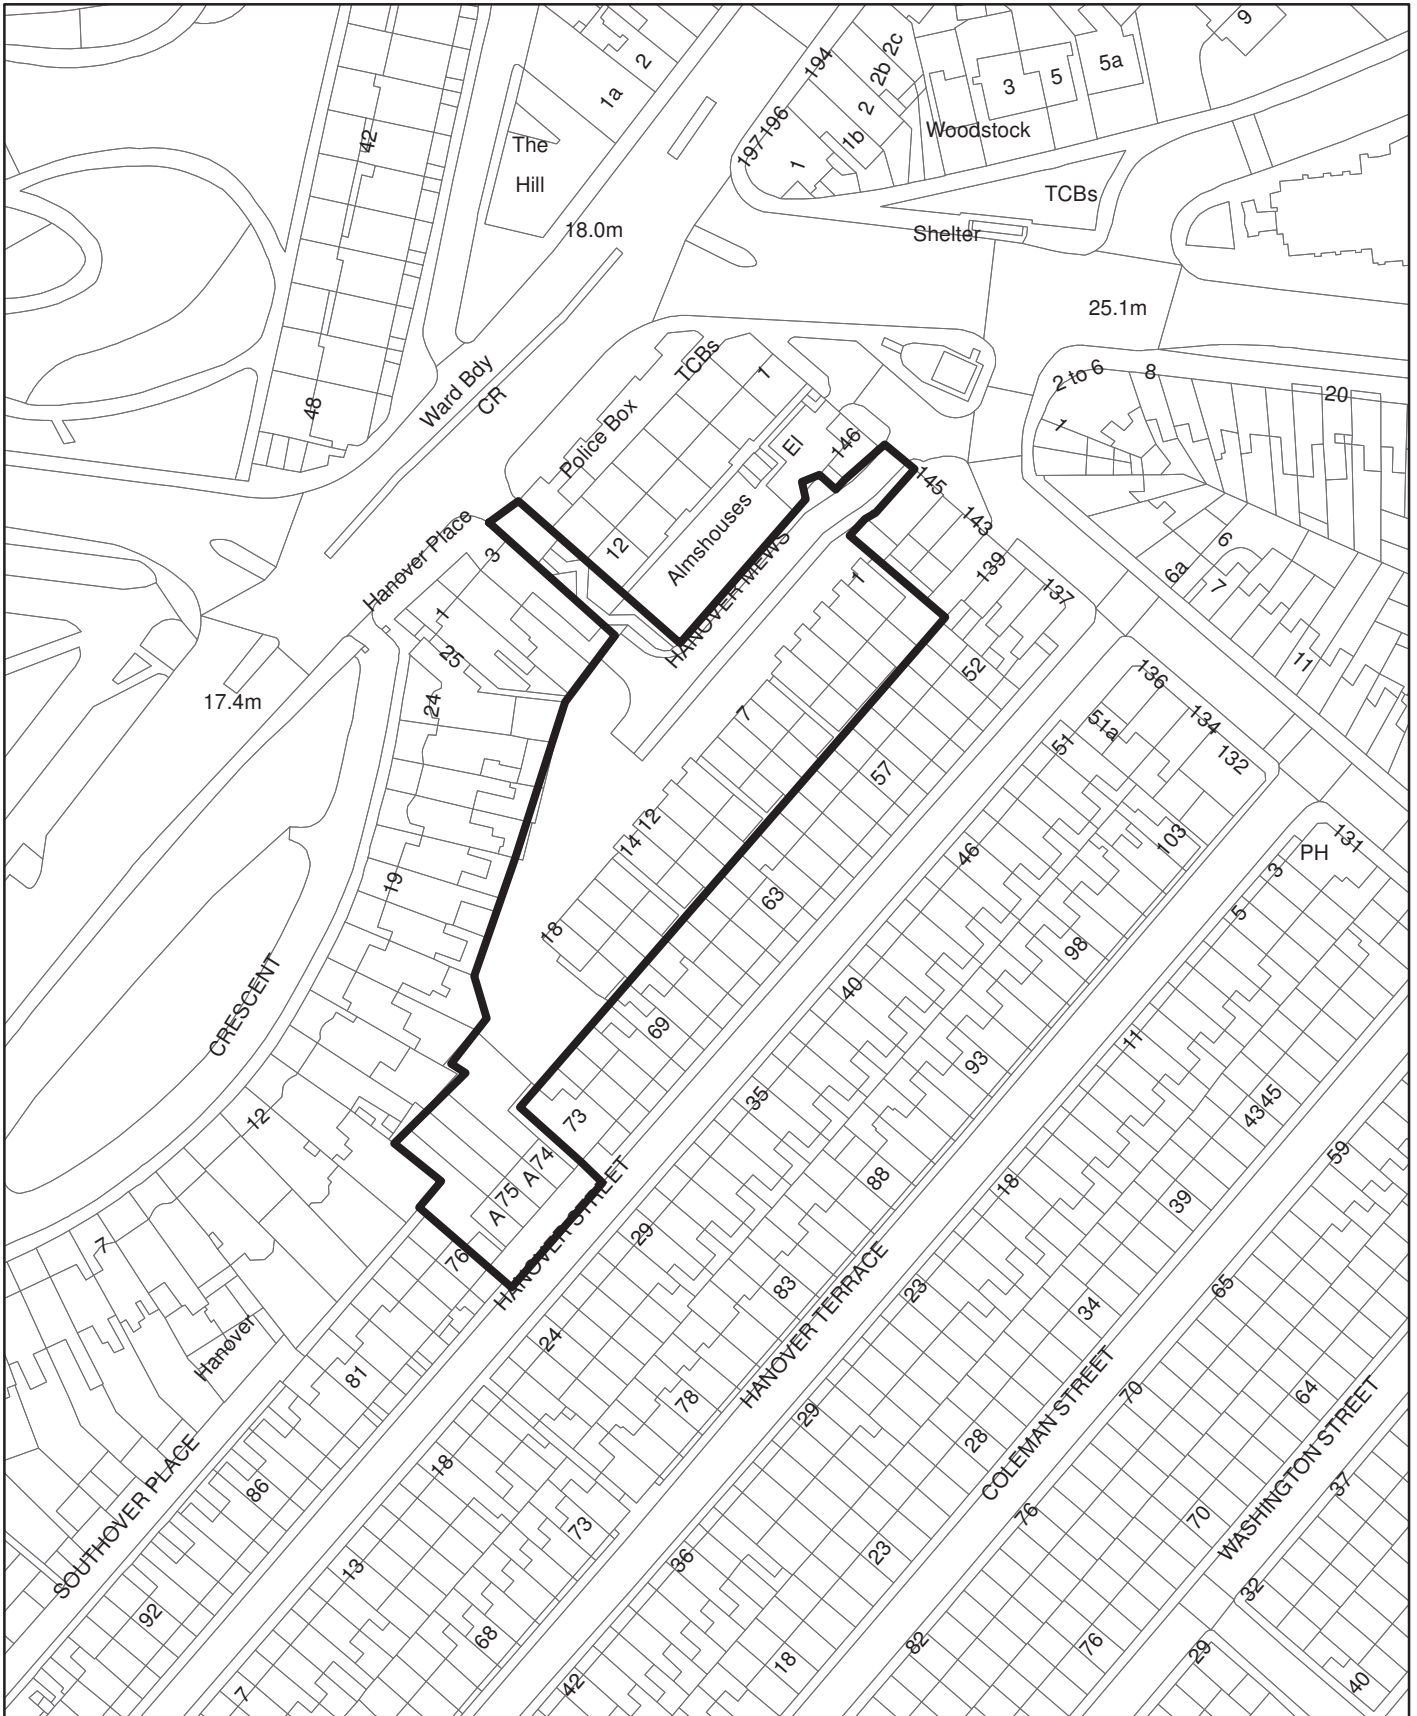 9
194
2c
2b
2
1b
1
197
196
3
5
5a
Woodstock
TCBs
Shelter
2
1a
The
Hill
42
48
18.0m
25.1m
Ward Bdy
CR
TCBs
Police Box
1
12
El
146
Almshouses
HANOVER MEWS
145
143
139
137
1
2 to 6
8
20
1
6
6a
7
11
Hanover Place
3
1
25
24
17.4m
19
CRESCENT
12
7
Hanover
7
12
14
18
52
57
63
69
73
A 74
A 75
76
HANOVER STREET
81
86
92
SOUTHOVER PLACE
136
134
132
51a
51
46
103
98
40
35
93
88
29
83
24
78
18
73
13
68
7
HANOVER TERRACE
131
PH
3
5
11
18
23
29
36
42
43
45
39
34
28
23
18
COLEMAN STREET
59
65
70
76
82
64
70
76
WASHINGTON STREET
37
32
29
40